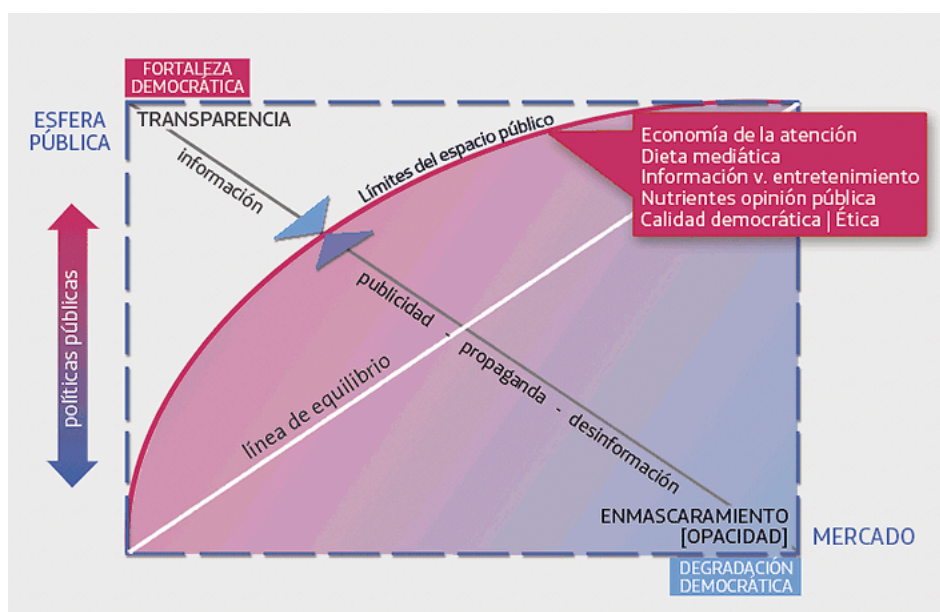 FORTALEZA
DEMOCRÁTICA
ESFERA
PÚBLICA
TRANSPARENCIA
información
Límites del espacio público
Economía de la atención
Dieta mediática
Información v. entretenimiento
Nutrientes opinión pública
Calidad democrática | Ética
políticas públicas
publicidad - propaganda - desinformación
línea de equilibrio
ENMASCARAMIENTO
[OPACIDAD]
MERCADO
DEGRADACIÓN
DEMOCRÁTICA